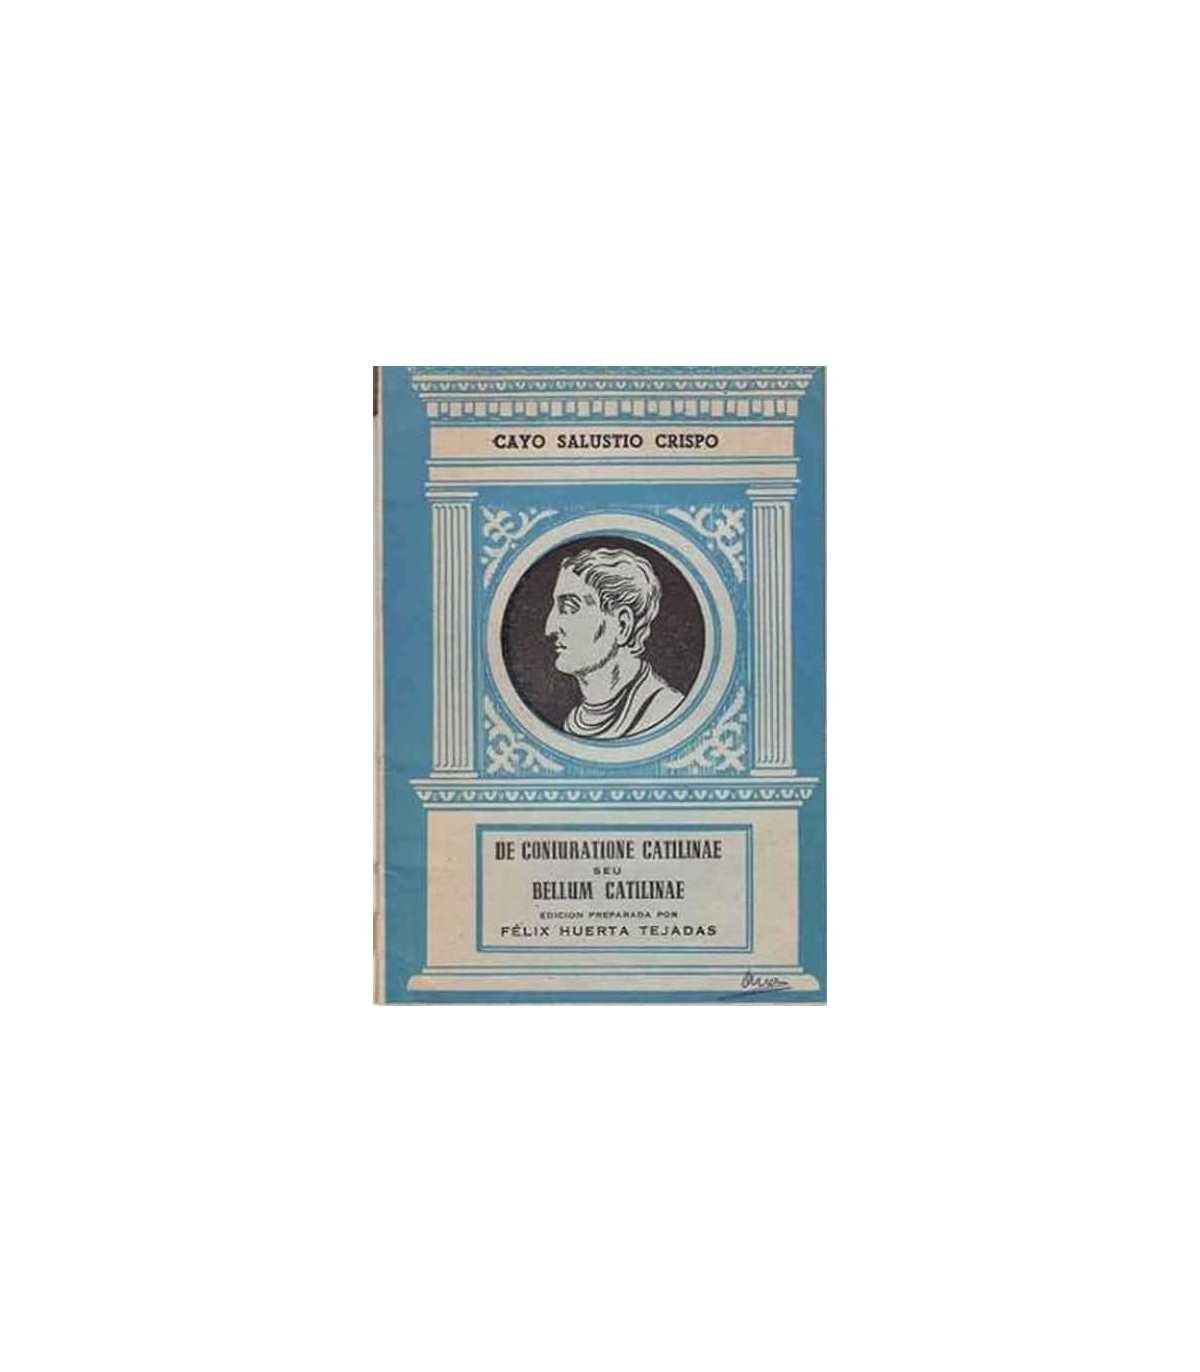 CAYO SALUSTIO CRISPO
DE CONIURATIONE CATILINAE
SEU
BELLUM CATILINAE
EDICION PREPARADA POR
FÉLIX HUERTA TEJADAS